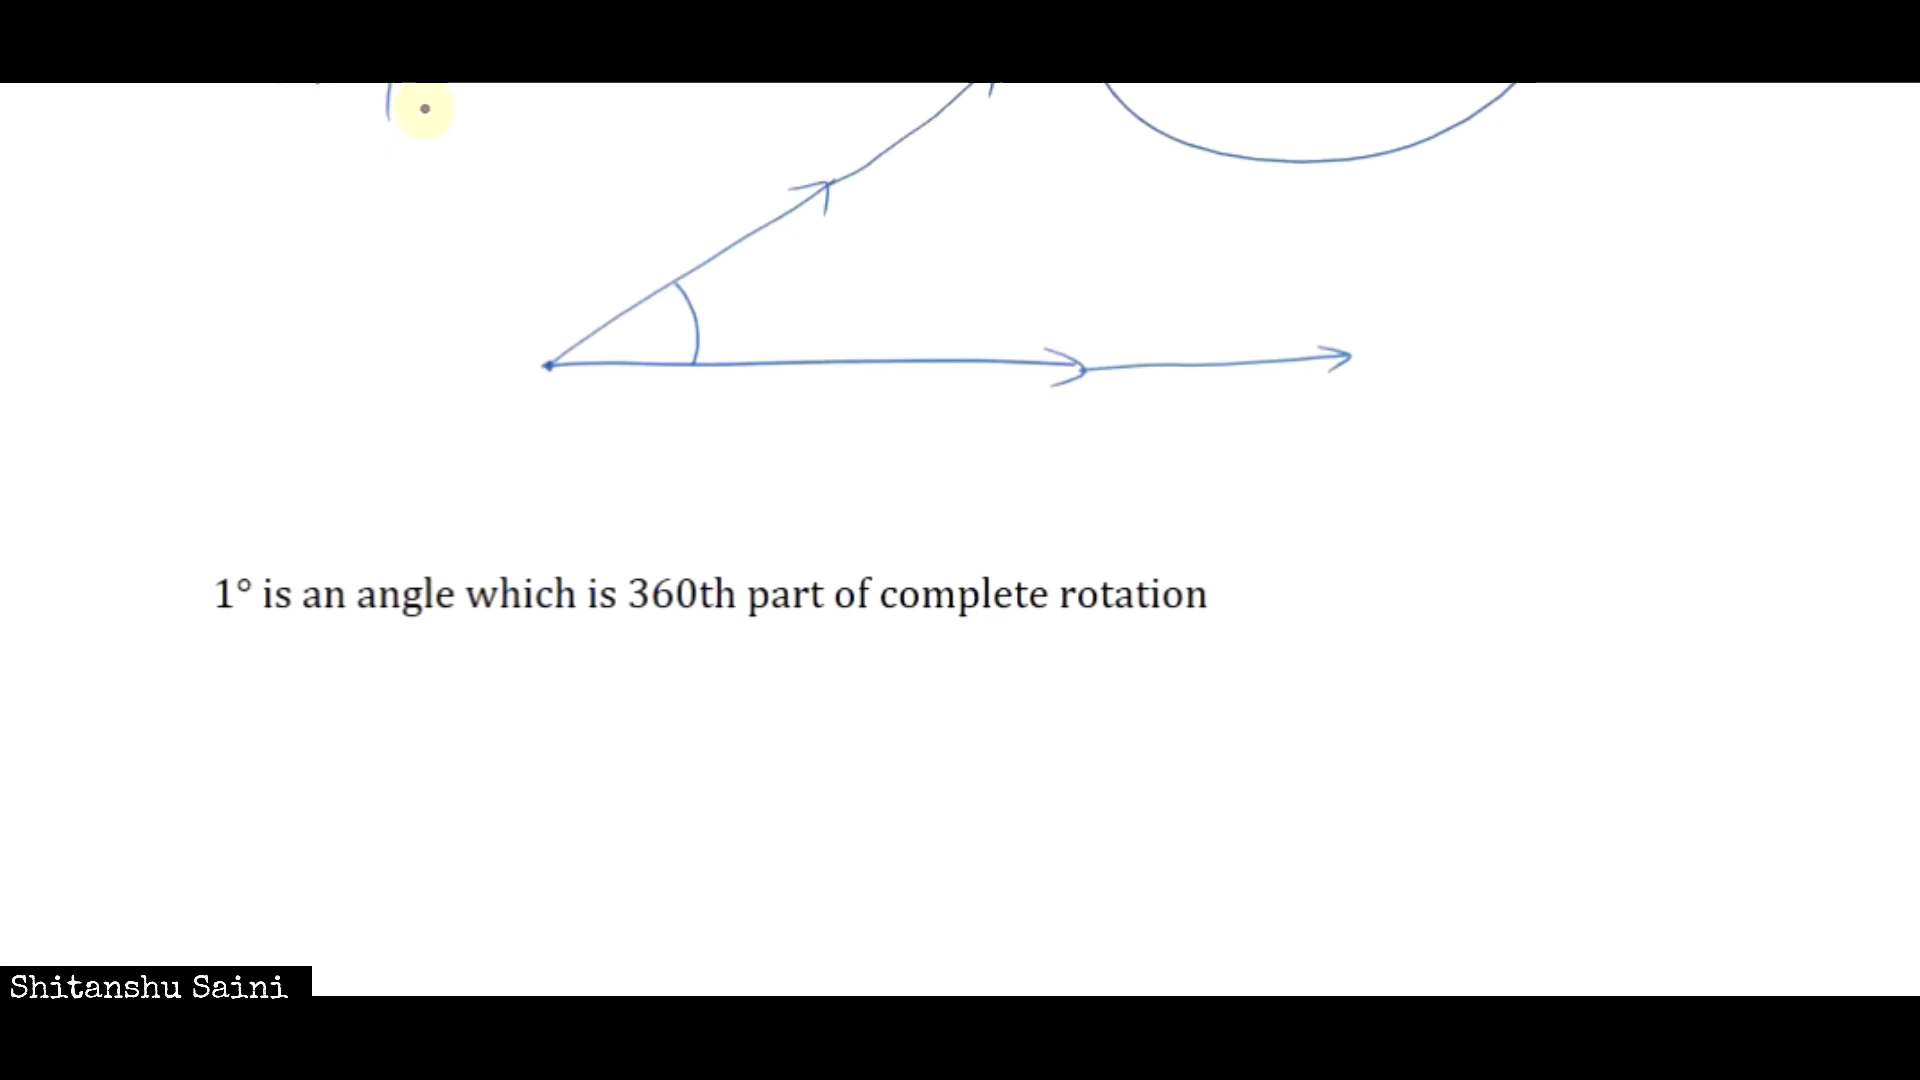 1° is an angle which is 360th part of complete rotation
Shitanshu Saini